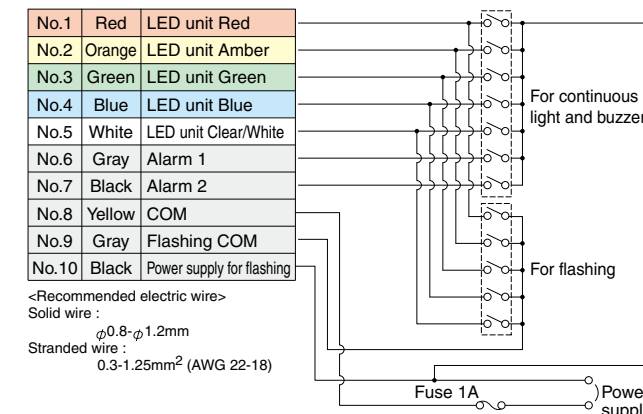 No.1 Red LED unit Red
No.2 Orange LED unit Amber
No.3 Green LED unit Green
No.4 Blue LED unit Blue
No.5 White LED unit Clear/White
No.6 Gray Alarm 1
No.7 Black Alarm 2
No.8 Yellow COM
No.9 Gray Flashing COM
No.10 Black Power supply for flashing
For continuous
light and buzzer
For flashing
<Recommended electric wire>
Solid wire :
φ0.8-φ1.2mm
Stranded wire :
0.3-1.25mm² (AWG 22-18)
Fuse 1A